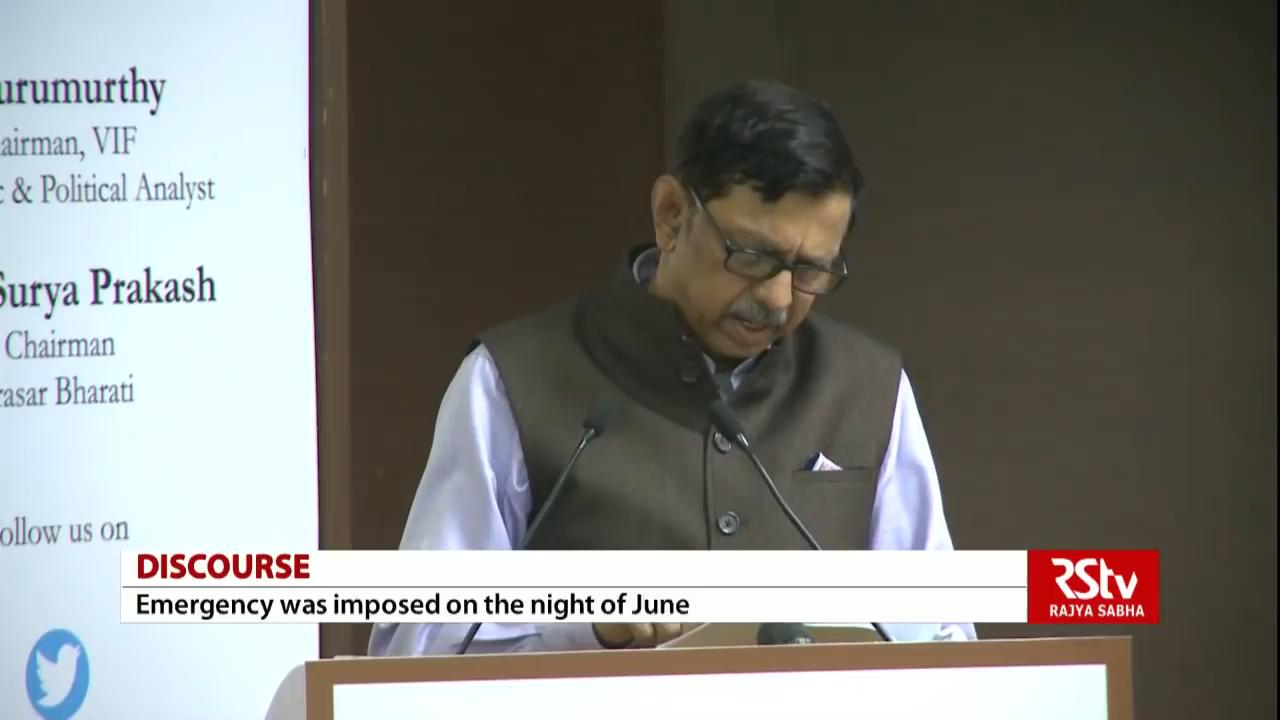 urumurthy
airman, VIF
c & Political Analyst
Surya Prakash
Chairman
rasar Bharati
ollow us on
DISCOURSE
Emergency was imposed on the night of June
RSTV
RAJYA SABHA